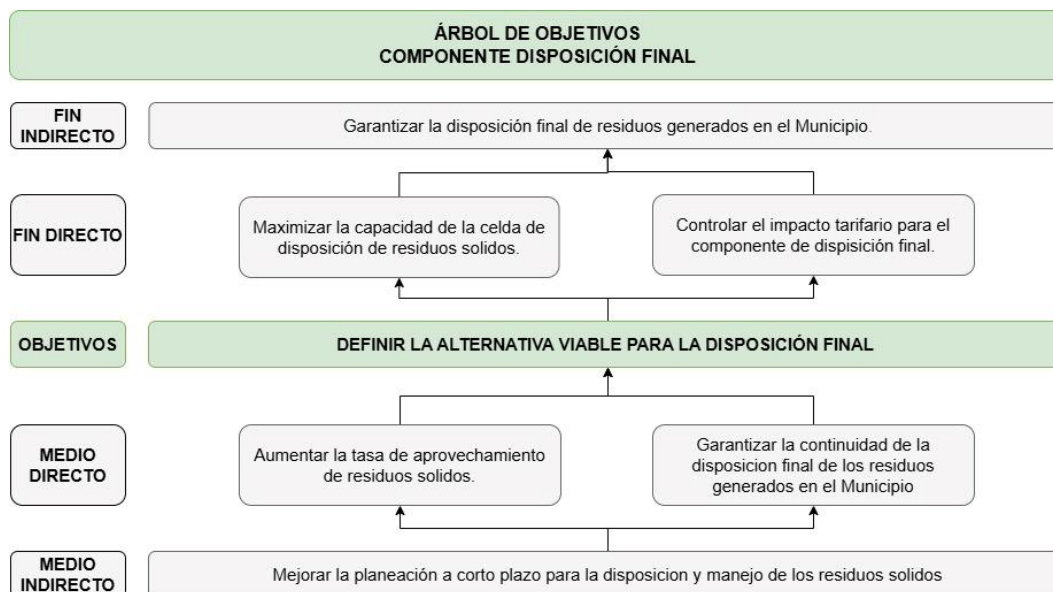 ÁRBOL DE OBJETIVOS
COMPONENTE DISPOSICIÓN FINAL
FIN
INDIRECTO
Garantizar la disposición final de residuos generados en el Municipio.
FIN DIRECTO
Maximizar la capacidad de la celda de
disposición de residuos solidos.
Controlar el impacto tarifario para el
componente de dispisición final.
OBJETIVOS
DEFINIR LA ALTERNATIVA VIABLE PARA LA DISPOSICIÓN FINAL
MEDIO
DIRECTO
Aumentar la tasa de aprovechamiento
de residuos solidos.
Garantizar la continuidad de la
disposicion final de los residuos
generados en el Municipio
MEDIO
INDIRECTO
Mejorar la planeación a corto plazo para la disposicion y manejo de los residuos solidos